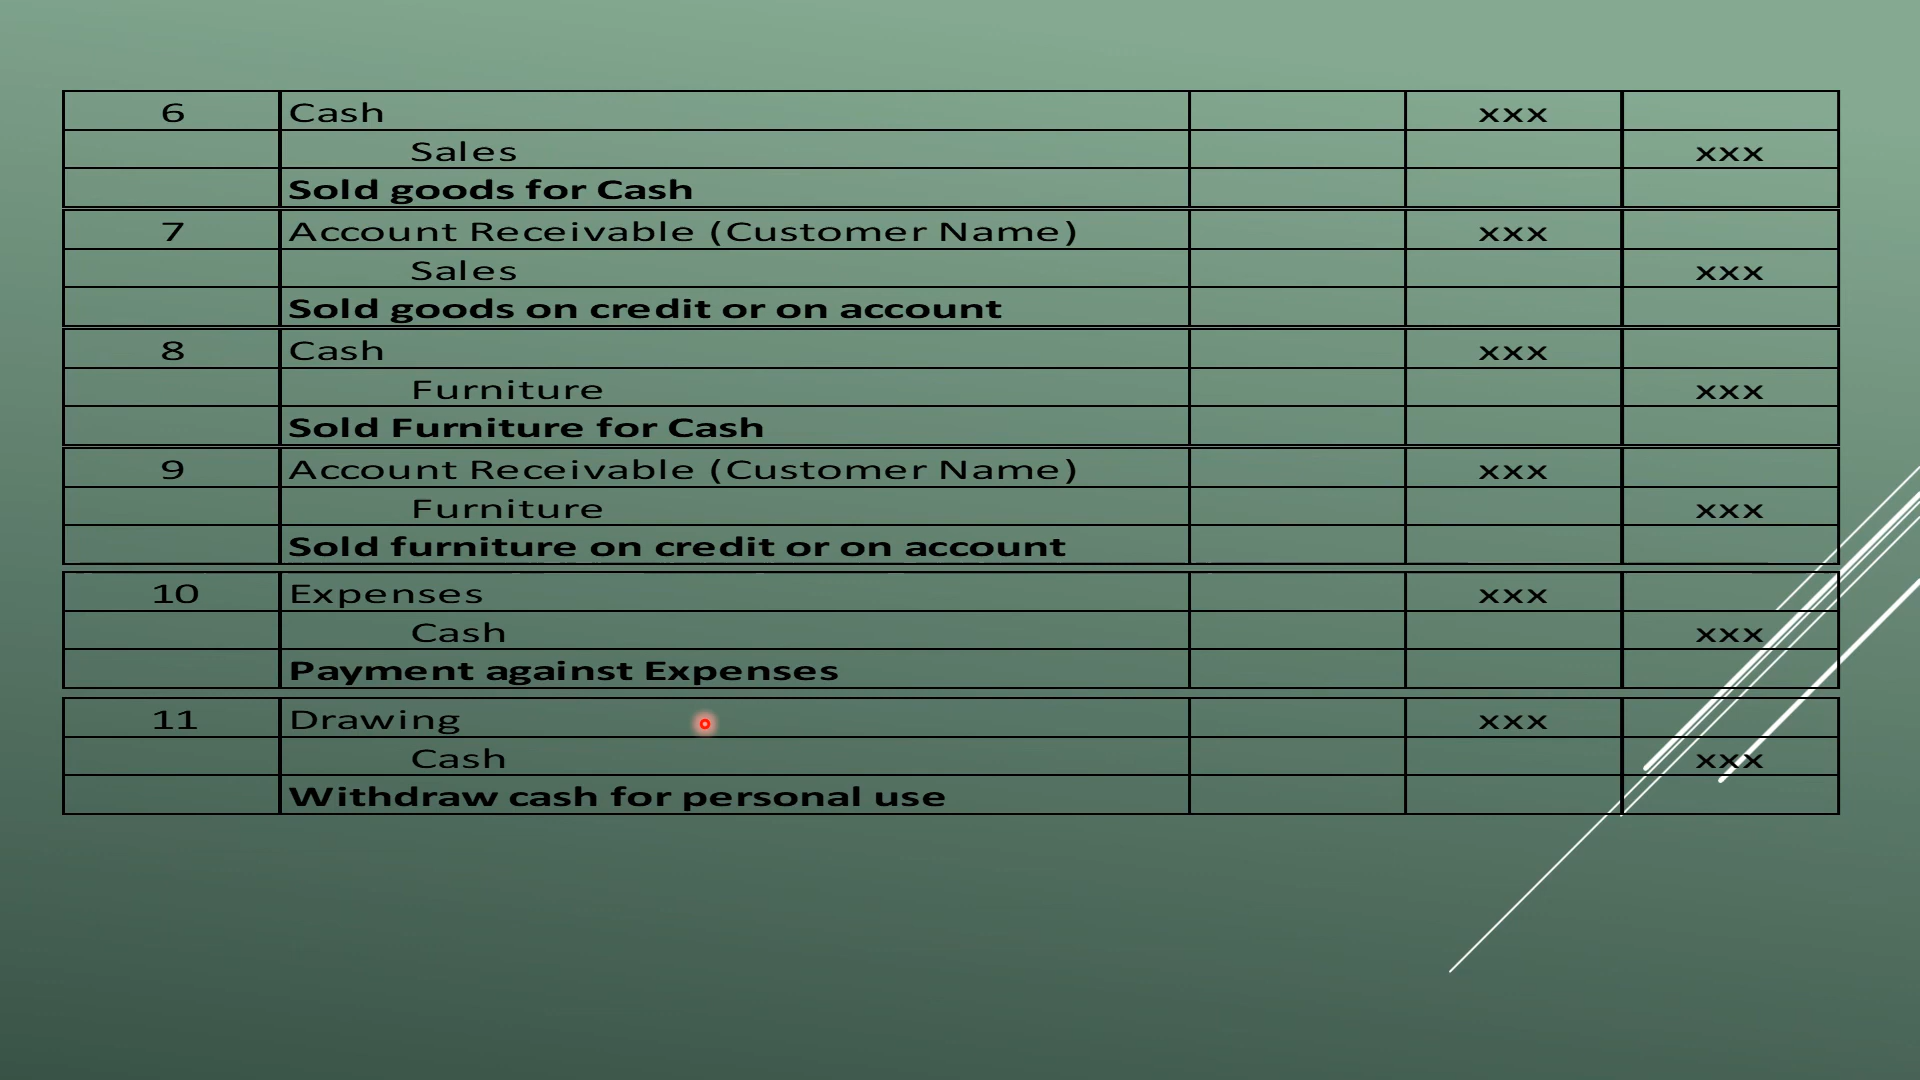 6 Cash xxx
Sales xxx
Sold goods for Cash
7 Account Receivable (Customer Name) xxx
Sales xxx
Sold goods on credit or on account
8 Cash xxx
Furniture xxx
Sold Furniture for Cash
9 Account Receivable (Customer Name) xxx
Furniture xxx
Sold furniture on credit or on account
10 Expenses xxx
Cash xxx
Payment against Expenses
11 Drawing xxx
Cash xxx
Withdraw cash for personal use